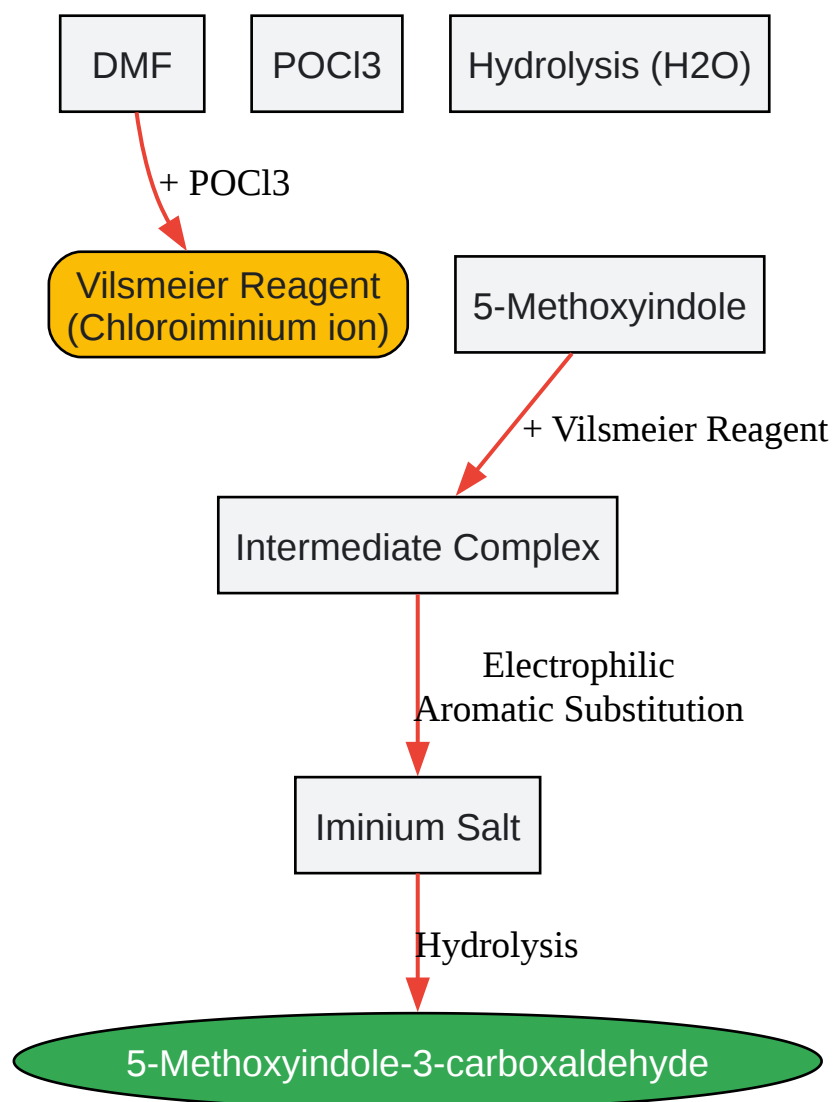 DMF
POCl3
Hydrolysis (H2O)
+ POCl3
Vilsmeier Reagent
(Chloroiminium ion)
5-Methoxyindole
+ Vilsmeier Reagent
Intermediate Complex
Electrophilic
Aromatic Substitution
Iminium Salt
Hydrolysis
5-Methoxyindole-3-carboxaldehyde